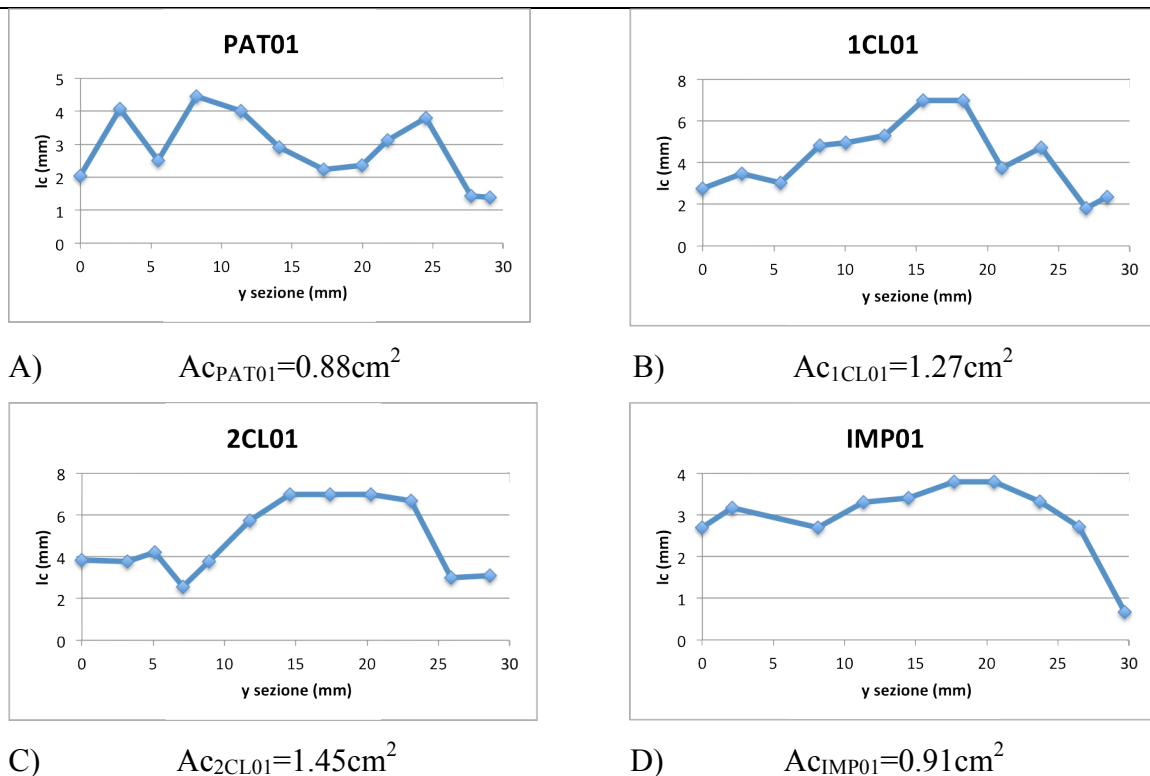 PAT01
5
4
3
2
1
0
lc (mm)
0 5 10 15 20 25 30
y sezione (mm)
A) Ac_PAT01=0.88cm²
1CL01
8
6
4
2
0
lc (mm)
0 5 10 15 20 25 30
y sezione (mm)
B) Ac_1CL01=1.27cm²
2CL01
8
6
4
2
0
lc (mm)
0 5 10 15 20 25 30
y sezione (mm)
C) Ac_2CL01=1.45cm²
IMP01
4
3
2
1
0
lc (mm)
0 5 10 15 20 25 30
y sezione (mm)
D) Ac_IMP01=0.91cm²